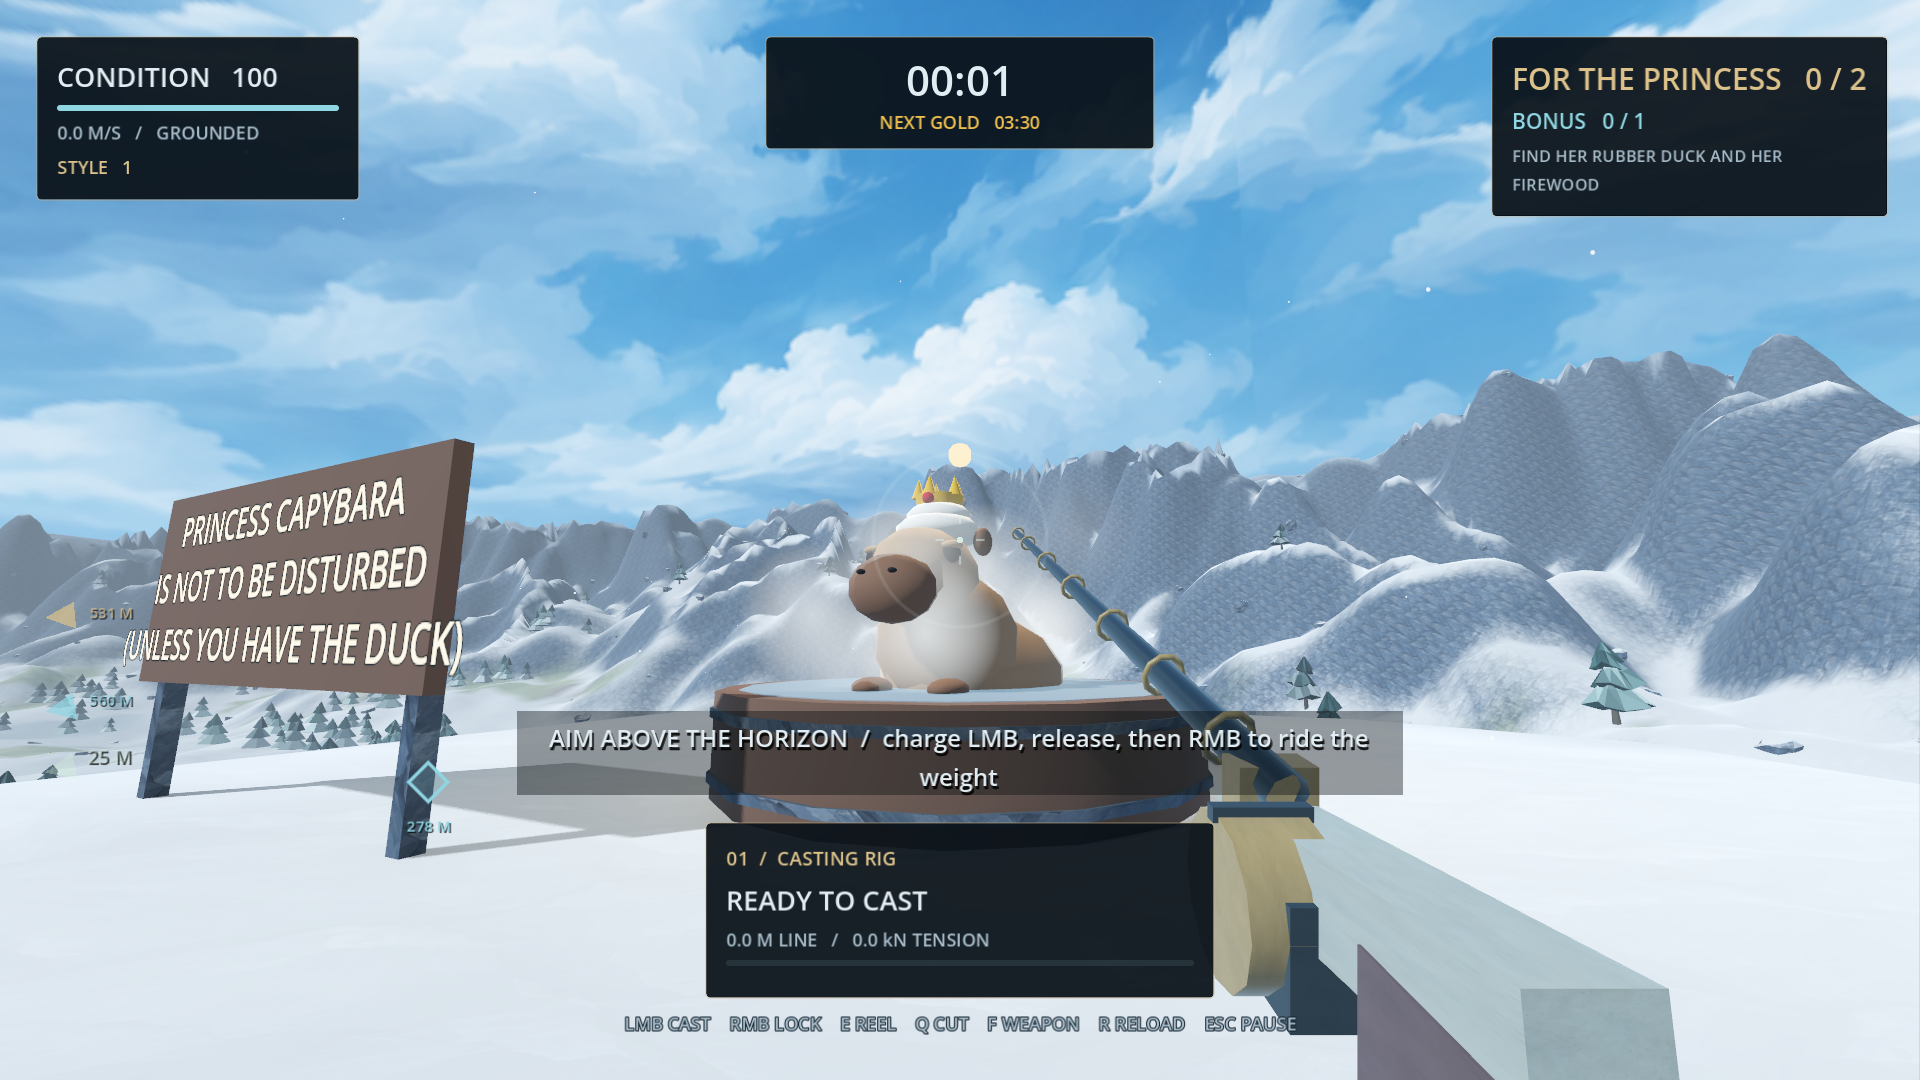 CONDITION 100
0.0 M/S / GROUNDED
STYLE 1
00:01
NEXT GOLD 03:30
FOR THE PRINCESS 0 / 2
BONUS 0 / 1
FIND HER RUBBER DUCK AND HER
FIREWOOD
PRINCESS CAPYBARA
IS NOT TO BE DISTURBED
(UNLESS YOU HAVE THE DUCK)
531 M
560 M
25 M
278 M
AIM ABOVE THE HORIZON / charge LMB, release, then RMB to ride the
weight
01 / CASTING RIG
READY TO CAST
0.0 M LINE / 0.0 kN TENSION
LMB CAST RMB LOCK E REEL Q CUT F WEAPON R RELOAD ESC PAUSE